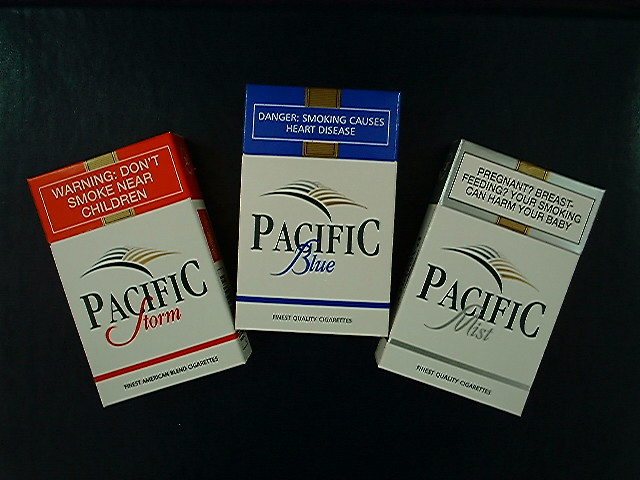 WARNING: DON'T
SMOKE NEAR
CHILDREN
PACIFIC
Storm
FINEST AMERICAN BLEND CIGARETTES
DANGER: SMOKING CAUSES
HEART DISEASE
PACIFIC
Blue
FINEST QUALITY CIGARETTES
PREGNANT? BREAST-
FEEDING? YOUR SMOKING
CAN HARM YOUR BABY
PACIFIC
Mist
FINEST QUALITY CIGARETTES